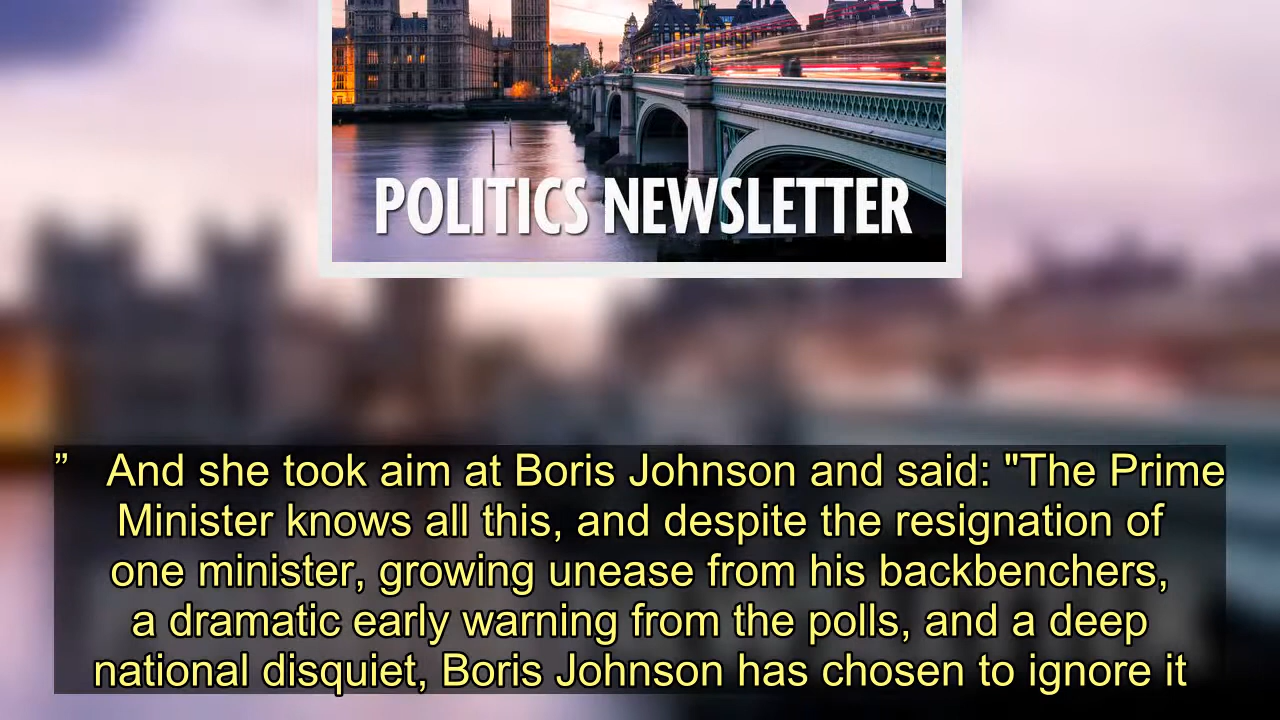 POLITICS NEWSLETTER
” And she took aim at Boris Johnson and said: "The Prime
Minister knows all this, and despite the resignation of
one minister, growing unease from his backbenchers,
a dramatic early warning from the polls, and a deep
national disquiet, Boris Johnson has chosen to ignore it